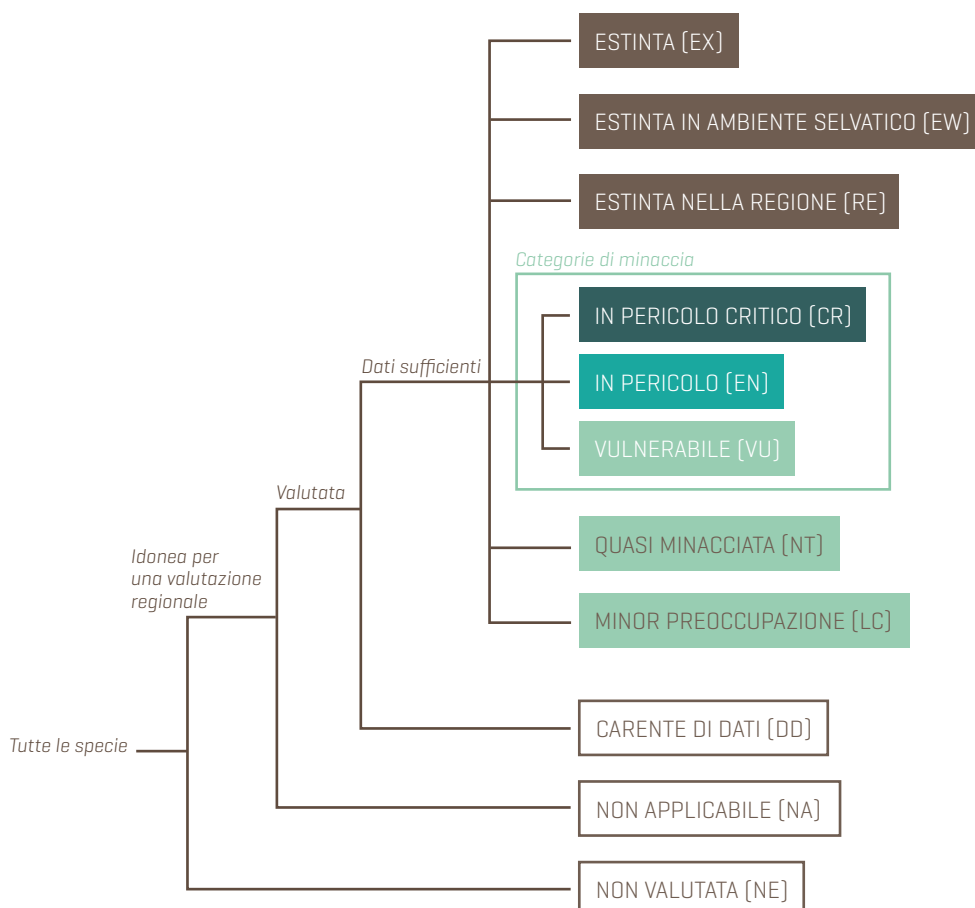 ESTINTA (EX)
ESTINTA IN AMBIENTE SELVATICO (EW)
ESTINTA NELLA REGIONE (RE)
Categorie di minaccia
IN PERICOLO CRITICO (CR)
Dati sufficienti
IN PERICOLO (EN)
VULNERABILE (VU)
Valutata
QUASI MINACCIATA (NT)
Idonea per
una valutazione
regionale
MINOR PREOCCUPAZIONE (LC)
CARENTE DI DATI (DD)
Tutte le specie
NON APPLICABILE (NA)
NON VALUTATA (NE)